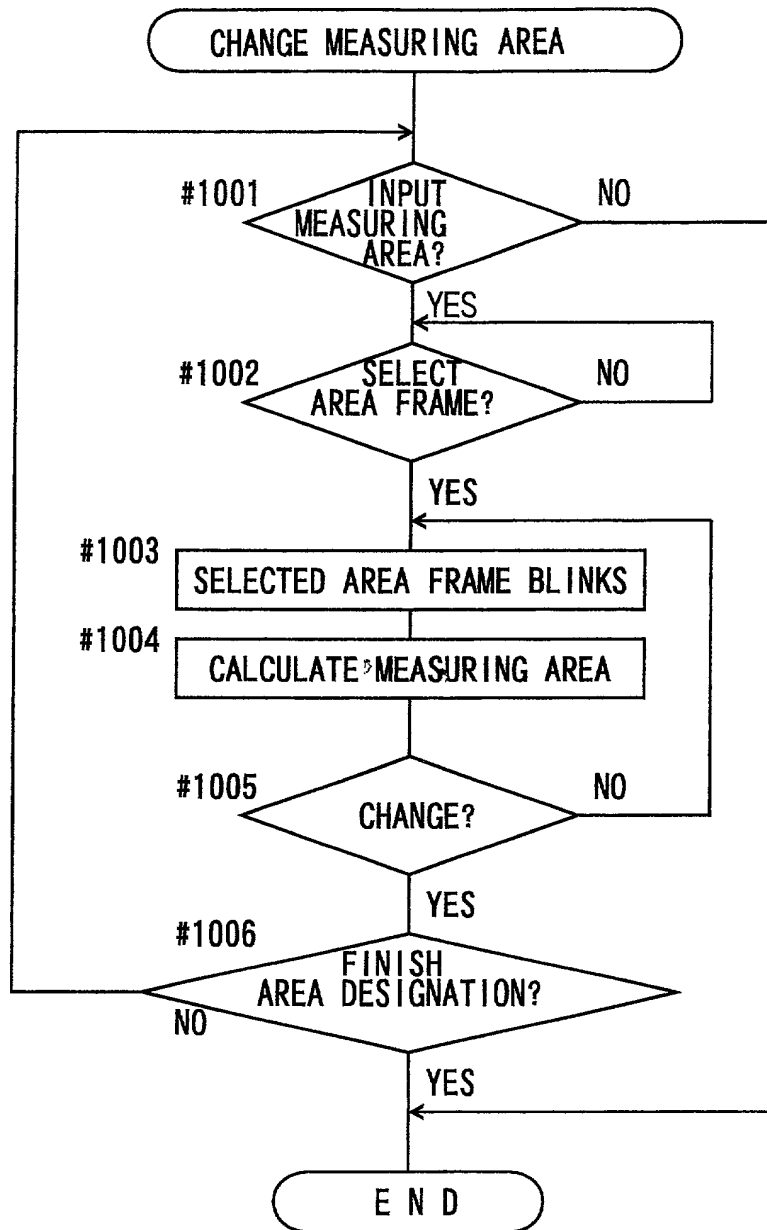 CHANGE MEASURING AREA
#1001
INPUT
MEASURING
AREA?
NO
YES
#1002
SELECT
AREA FRAME?
NO
YES
#1003
SELECTED AREA FRAME BLINKS
#1004
CALCULATE MEASURING AREA
#1005
CHANGE?
NO
YES
#1006
FINISH
AREA DESIGNATION?
NO
YES
END